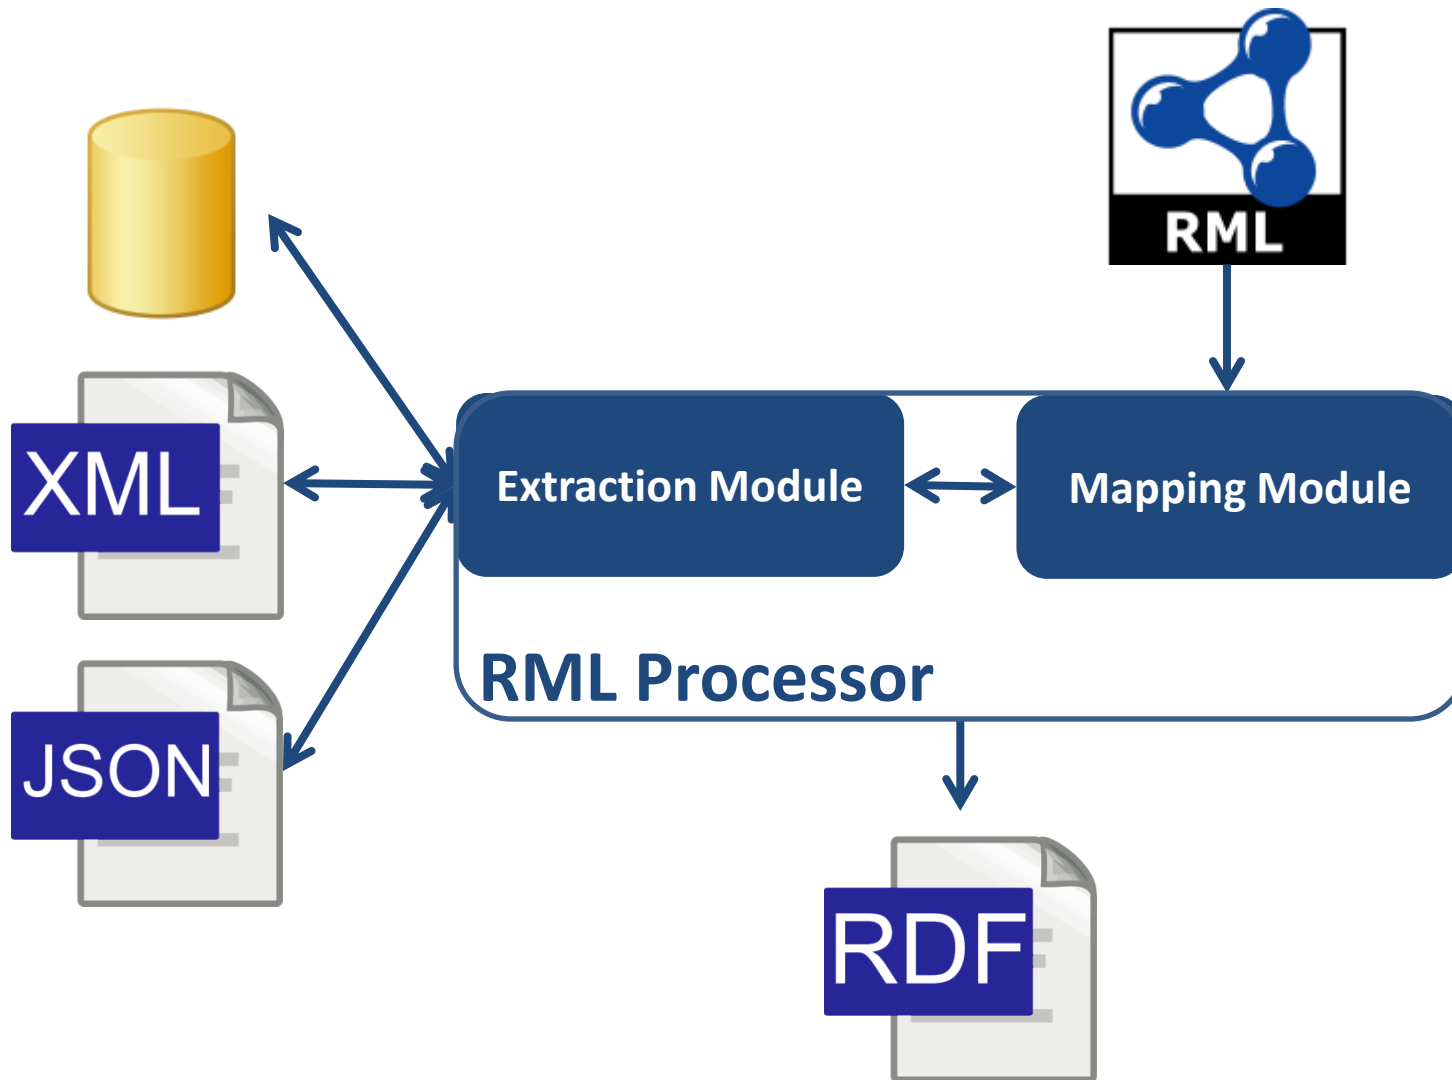 RML
XML
Extraction Module
Mapping Module
RML Processor
JSON
RDF